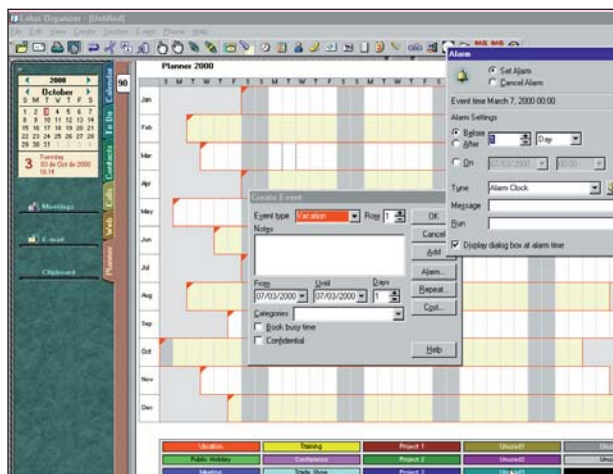 Lotus Organizer - [Untitled]
File Edit View Create Section Event Phone Help
Planner 2000
90
S M T W T F S S M T W T F S S M T W T F S S M T W
Jan
Feb
Mar
Apr
May
Jun
Jul
Aug
Sep
Oct
Nov
Dec
2000
October
S M T W T F S
1 2 3 4 5 6 7
8 9 10 11 12 13 14
15 16 17 18 19 20 21
22 23 24 25 26 27 28
29 30 31
3
Tuesday
03 de Oct de 2000
Meetings
E-mail
Clipboard
Calendar
To Do
Contacts
Calls
Web
Planner
Create Event
Event type Vacation Row 1
Notes
From Until Days
07/03/2000 07/03/2000 1
Categories
Book busy time
Confidential
OK
Cancel
Add
Alarm...
Repeat...
Cost...
Help
Alarm
Set Alarm
Cancel Alarm
Event time March 7, 2000 00:00
Alarm Settings
Before 1 Day
After
On 07/03/2000 00:00
Tune Alarm Clock
Message
Run
Display dialog box at alarm time
Vacation Training Project 1 Unused1
Public Holiday Conference Project 2 Unused2
Meeting Trade Show Project 3 Unused3